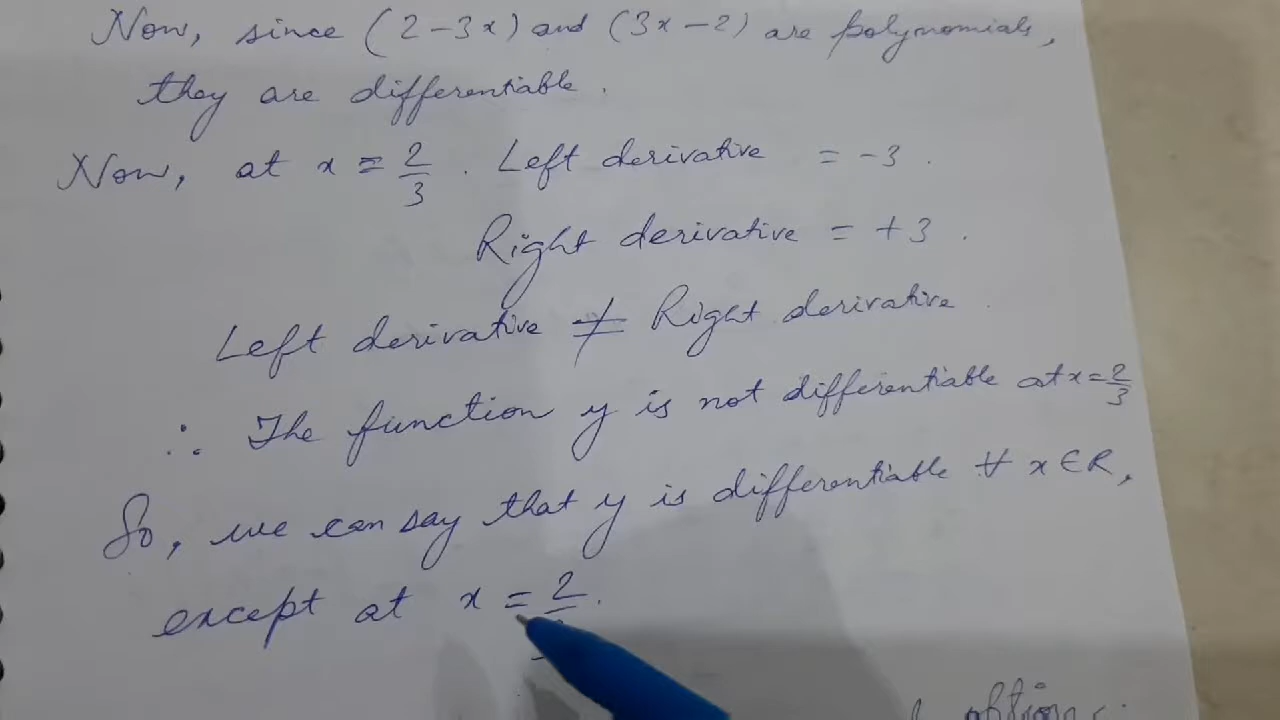 Now, since (2-3x) and (3x-2) are polynomials,
they are differentiable.
Now, at x = 2/3. Left derivative = -3.
Right derivative = +3.
Left derivative ≠ Right derivative.
∴ The function y is not differentiable at x = 2/3
So, we can say that y is differentiable ∀ x ∈ R,
except at x = 2/
option